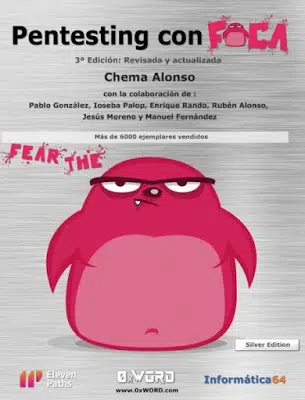 Pentesting con FOCA
3ª Edición: Revisada y actualizada
Chema Alonso
con la colaboración de :
Pablo González, Ioseba Palop, Enrique Rando, Rubén Alonso,
Jesús Moreno y Manuel Fernández
Más de 6000 ejemplares vendidos
FEAR THE
Silver Edition
Eleven
Paths
0xWORD
www.0xWORD.com
Informática64